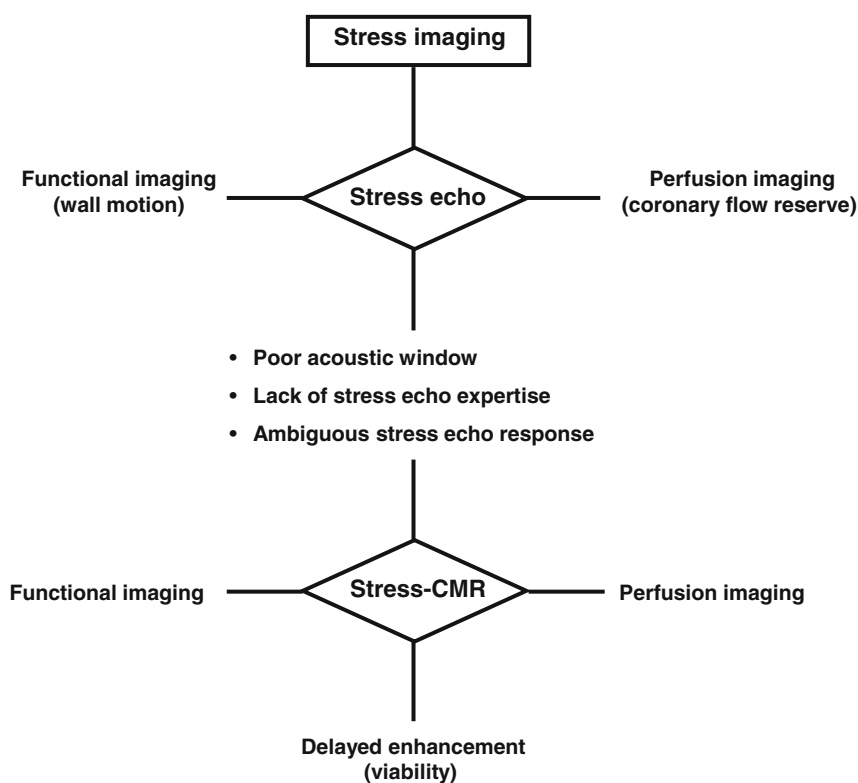 Stress imaging
Functional imaging
(wall motion)
Stress echo
Perfusion imaging
(coronary flow reserve)
• Poor acoustic window
• Lack of stress echo expertise
• Ambiguous stress echo response
Functional imaging
Stress-CMR
Perfusion imaging
Delayed enhancement
(viability)